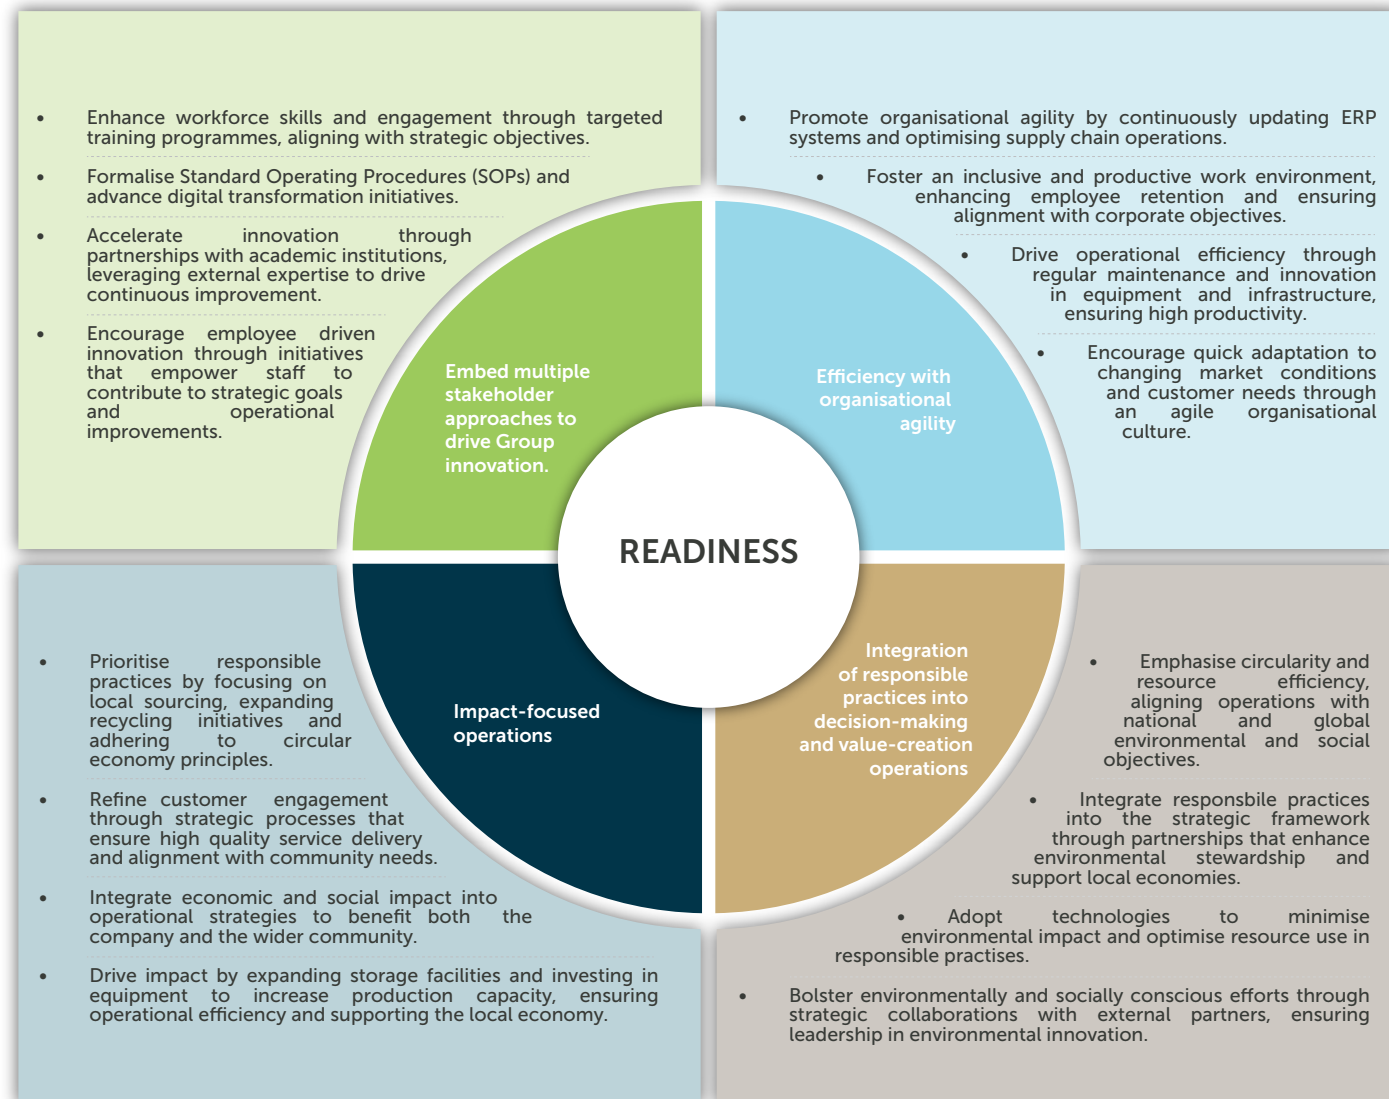 • Enhance workforce skills and engagement through targeted
training programmes, aligning with strategic objectives.
• Formalise Standard Operating Procedures (SOPs) and
advance digital transformation initiatives.
• Accelerate innovation through
partnerships with academic institutions,
leveraging external expertise to drive
continuous improvement.
• Encourage employee driven
innovation through initiatives
that empower staff to
contribute to strategic goals
and operational
improvements.
• Promote organisational agility by continuously updating ERP
systems and optimising supply chain operations.
• Foster an inclusive and productive work environment,
enhancing employee retention and ensuring
alignment with corporate objectives.
• Drive operational efficiency through
regular maintenance and innovation
in equipment and infrastructure,
ensuring high productivity.
• Encourage quick adaptation to
changing market conditions
and customer needs through
an agile organisational
culture.
Embed multiple
stakeholder
approaches to
drive Group
innovation.
Efficiency with
organisational
agility
READINESS
Impact-focused
operations
Integration
of responsible
practices into
decision-making
and value-creation
operations
• Prioritise responsible
practices by focusing on
local sourcing, expanding
recycling initiatives and
adhering to circular
economy principles.
• Refine customer engagement
through strategic processes that
ensure high quality service delivery
and alignment with community needs.
• Integrate economic and social impact into
operational strategies to benefit both the
company and the wider community.
• Drive impact by expanding storage facilities and investing in
equipment to increase production capacity, ensuring
operational efficiency and supporting the local economy.
• Emphasise circularity and
resource efficiency,
aligning operations with
national and global
environmental and social
objectives.
• Integrate responsbile practices
into the strategic framework
through partnerships that enhance
environmental stewardship and
support local economies.
• Adopt technologies to minimise
environmental impact and optimise resource use in
responsible practises.
• Bolster environmentally and socially conscious efforts through
strategic collaborations with external partners, ensuring
leadership in environmental innovation.